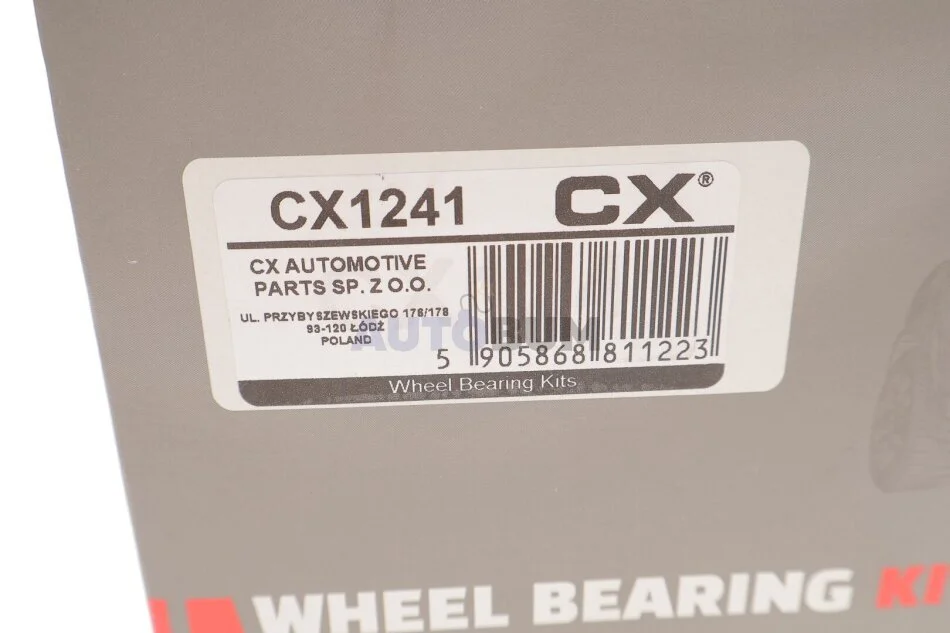 CX1241 CX®
CX AUTOMOTIVE
PARTS SP. Z O.O.
UL. PRZYBYSZEWSKIEGO 176/178
93-120 ŁÓDŹ
POLAND
AUTOBUM
5 905868 811223
Wheel Bearing Kits
WHEEL BEARING KI